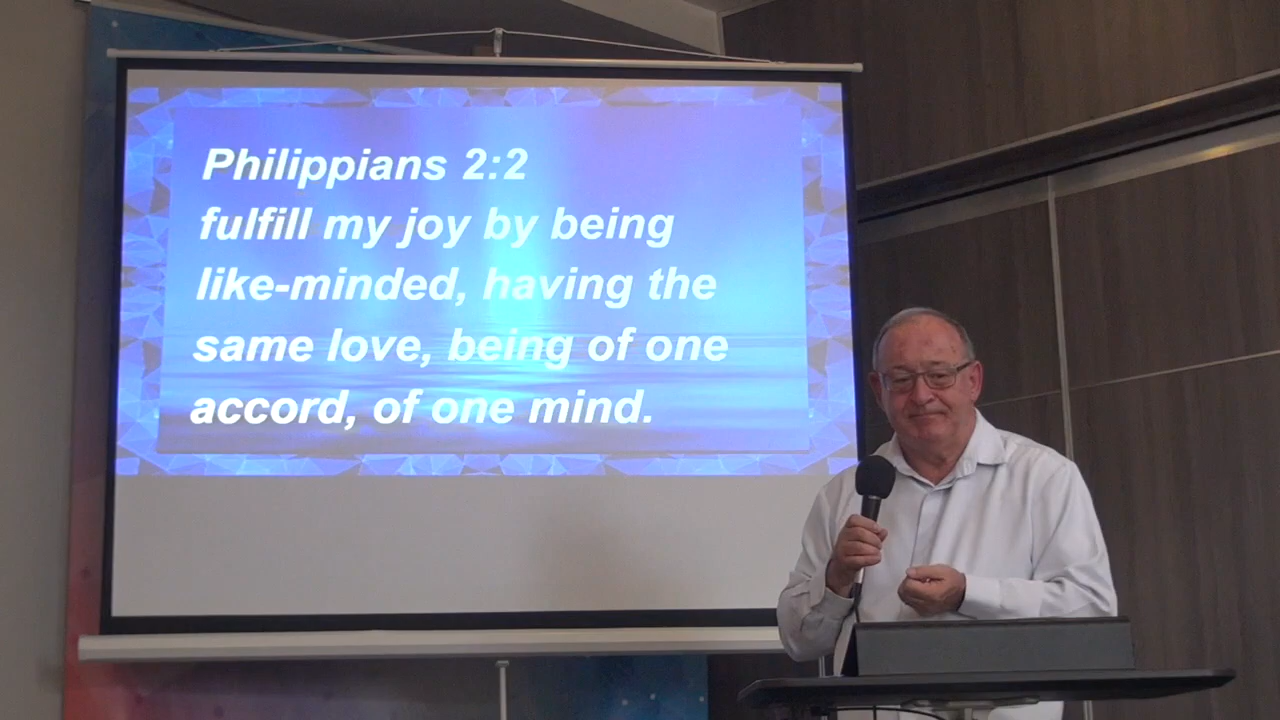 Philippians 2:2
fulfill my joy by being
like-minded, having the
same love, being of one
accord, of one mind.